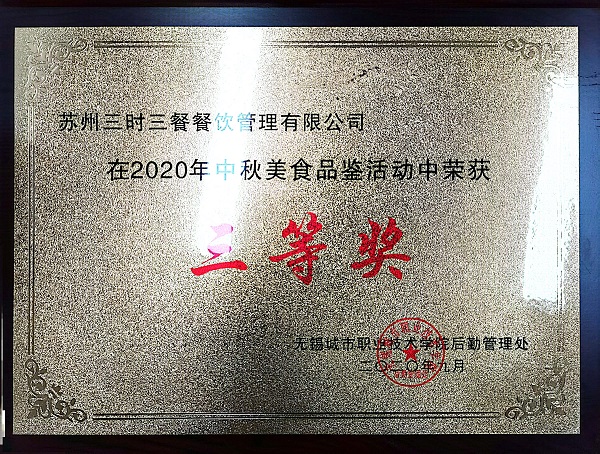 苏州三时三餐餐饮管理有限公司
在2020年中秋美食品鉴活动中荣获
三等奖
无锡城市职业技术学院后勤管理处
二〇二〇年九月